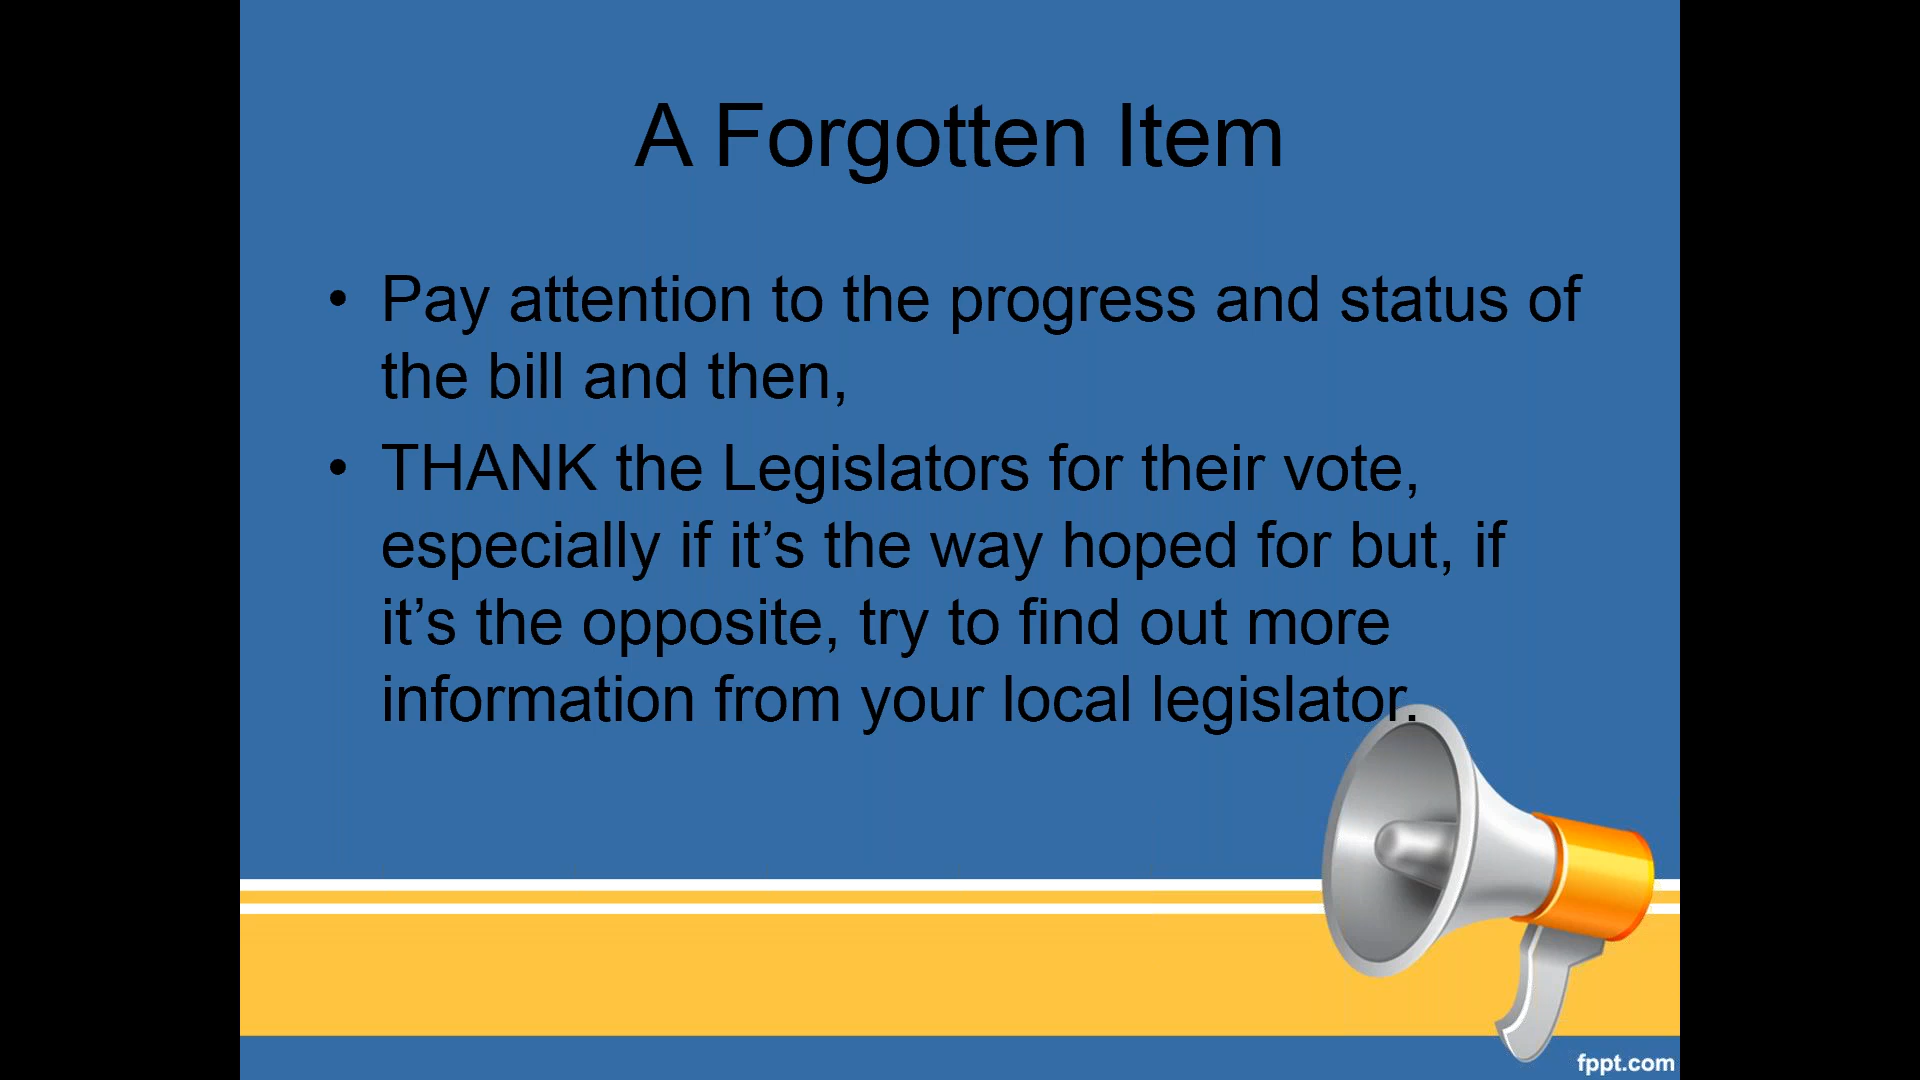 A Forgotten Item
• Pay attention to the progress and status of
the bill and then,
• THANK the Legislators for their vote,
especially if it’s the way hoped for but, if
it’s the opposite, try to find out more
information from your local legislator.
fppt.com